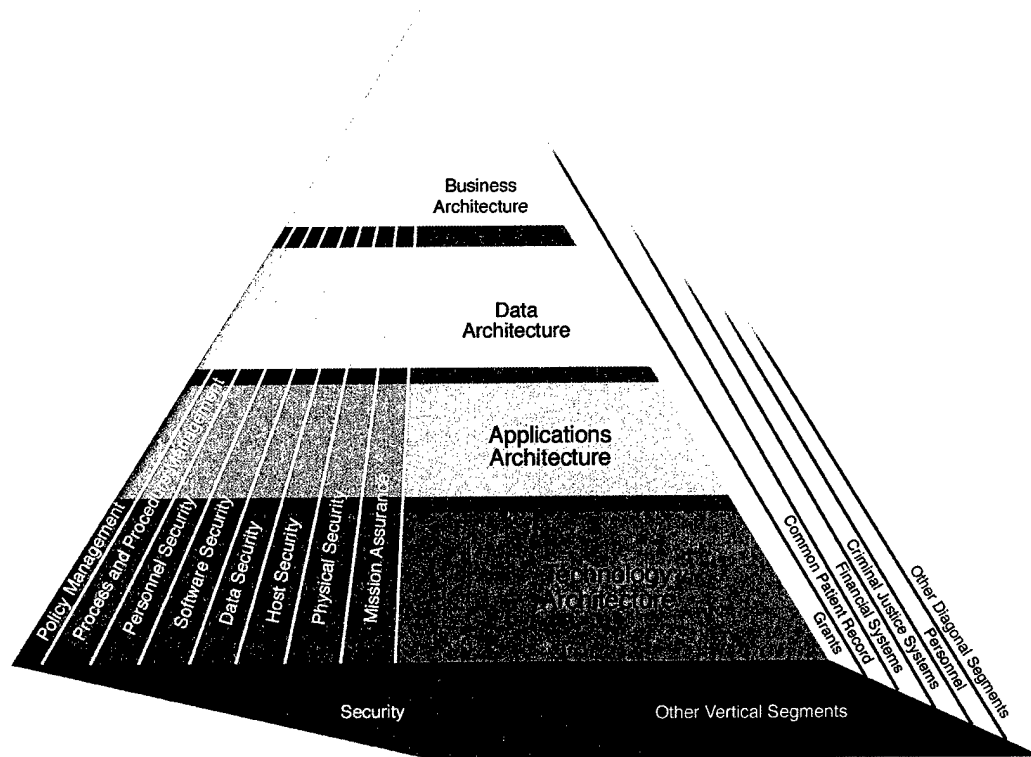 Business
Architecture
Data
Architecture
Applications
Architecture
Technology
Architecture
Policy Management
Process and Procedure Management
Personnel Security
Software Security
Data Security
Host Security
Physical Security
Mission Assurance
Grants
Common Patient Record
Financial Systems
Criminal Justice Systems
Personnel
Other Diagonal Segments
Security
Other Vertical Segments